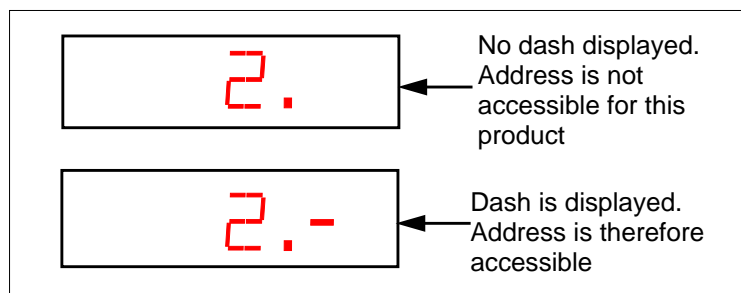 2.
No dash displayed.
Address is not
accessible for this
product
2.-
Dash is displayed.
Address is therefore
accessible